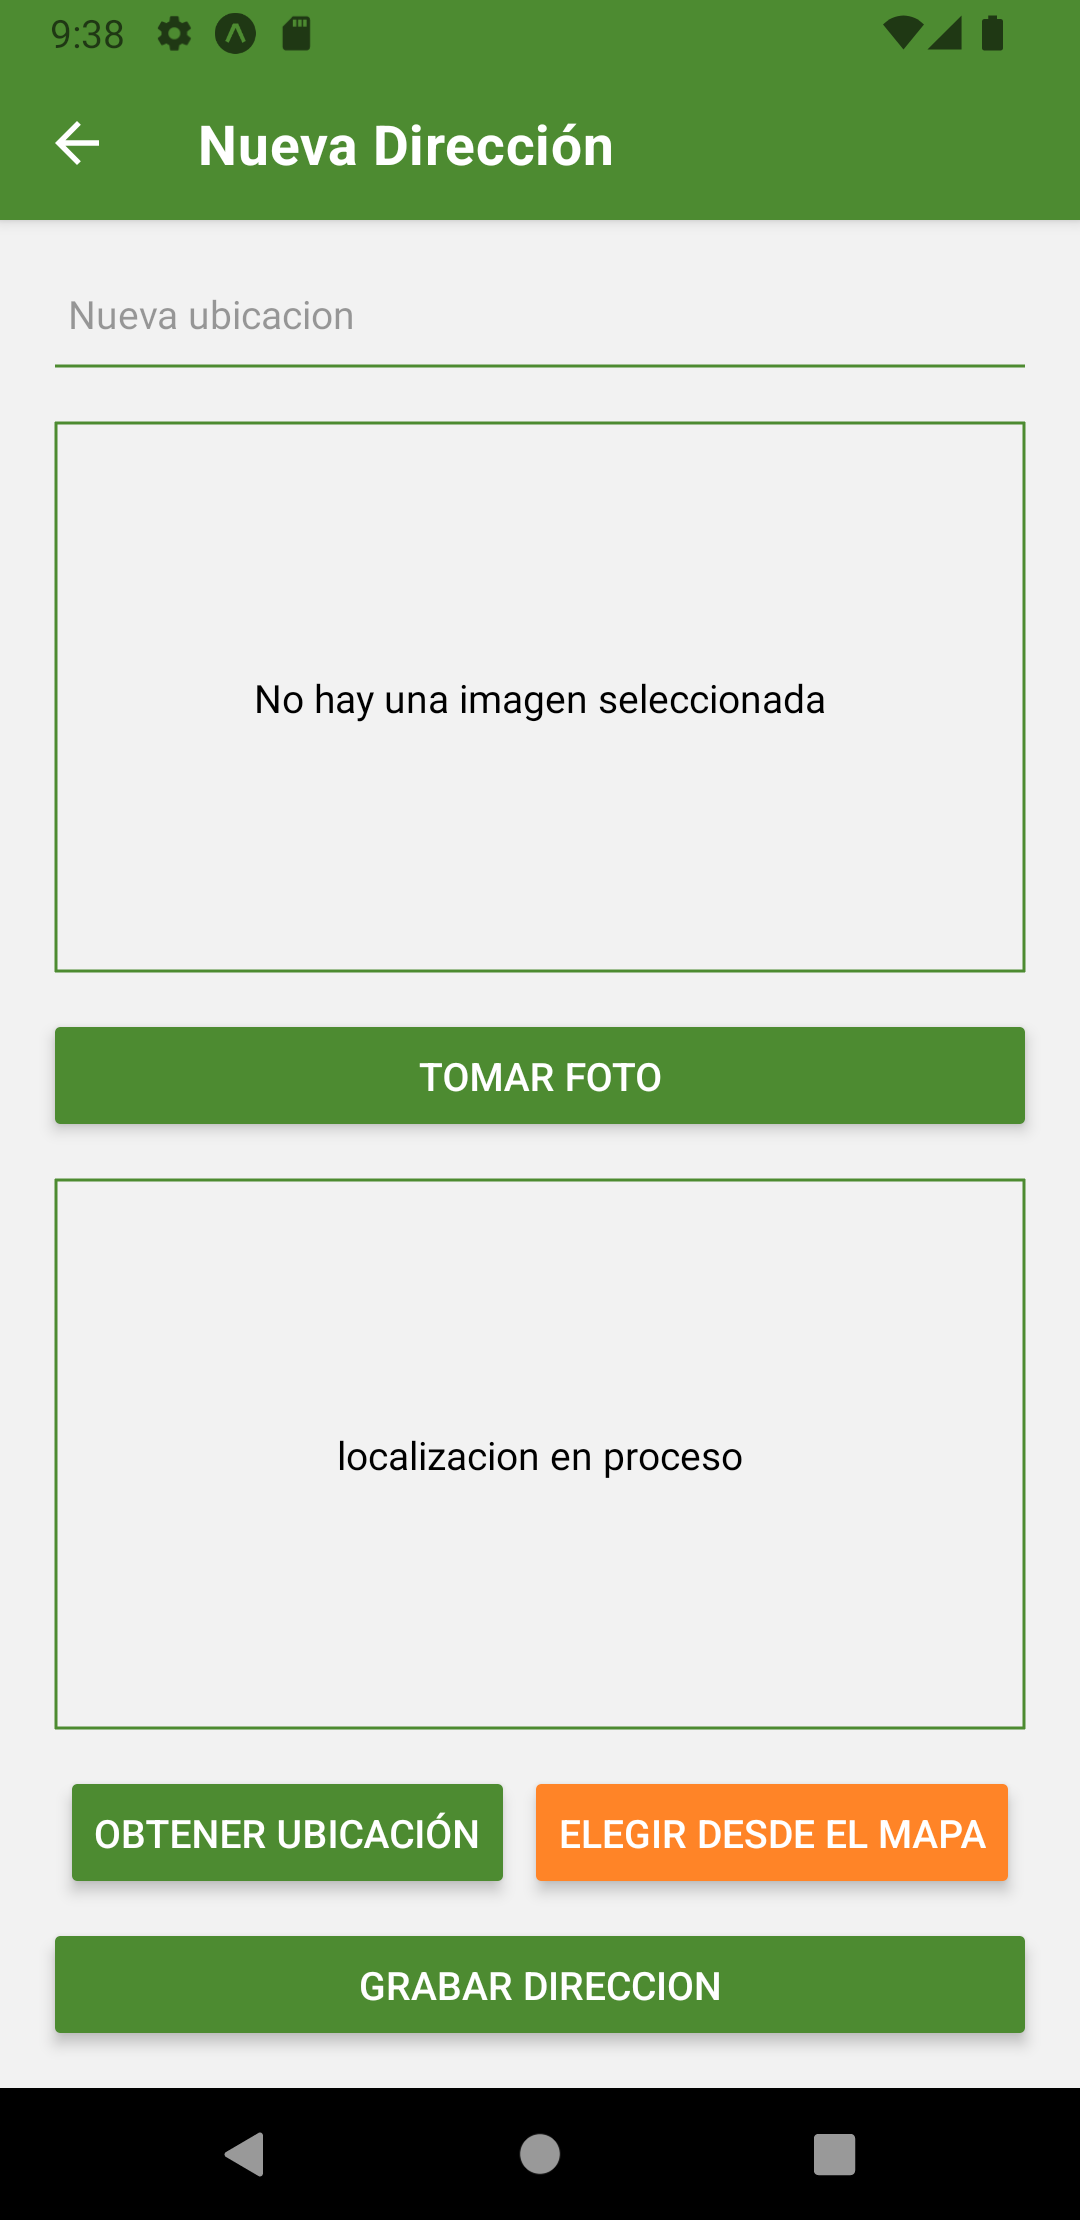 9:38
Nueva Dirección
Nueva ubicacion
No hay una imagen seleccionada
TOMAR FOTO
localizacion en proceso
OBTENER UBICACIÓN
ELEGIR DESDE EL MAPA
GRABAR DIRECCION